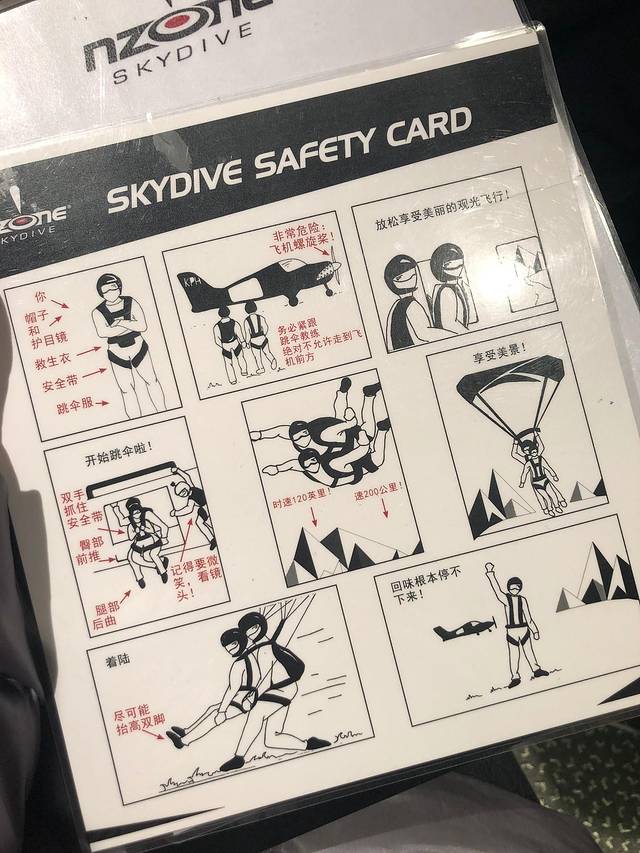 nzone
SKYDIVE
SKYDIVE SAFETY CARD
zone
KYDIVE
你
帽子
和
护目镜
救生衣
安全带
跳伞服
KPH
非常危险：
飞机螺旋桨！
务必紧跟
跳伞教练
绝对不允许走到飞
机前方
放松享受美丽的观光飞行！
开始跳伞啦！
双手
抓住
安全带
臀部
前推
腿部
后曲
记得要微
笑，看镜
头！
时速120英里！
速200公里！
享受美景！
着陆
尽可能
抬高双脚
回味根本停不
下来！